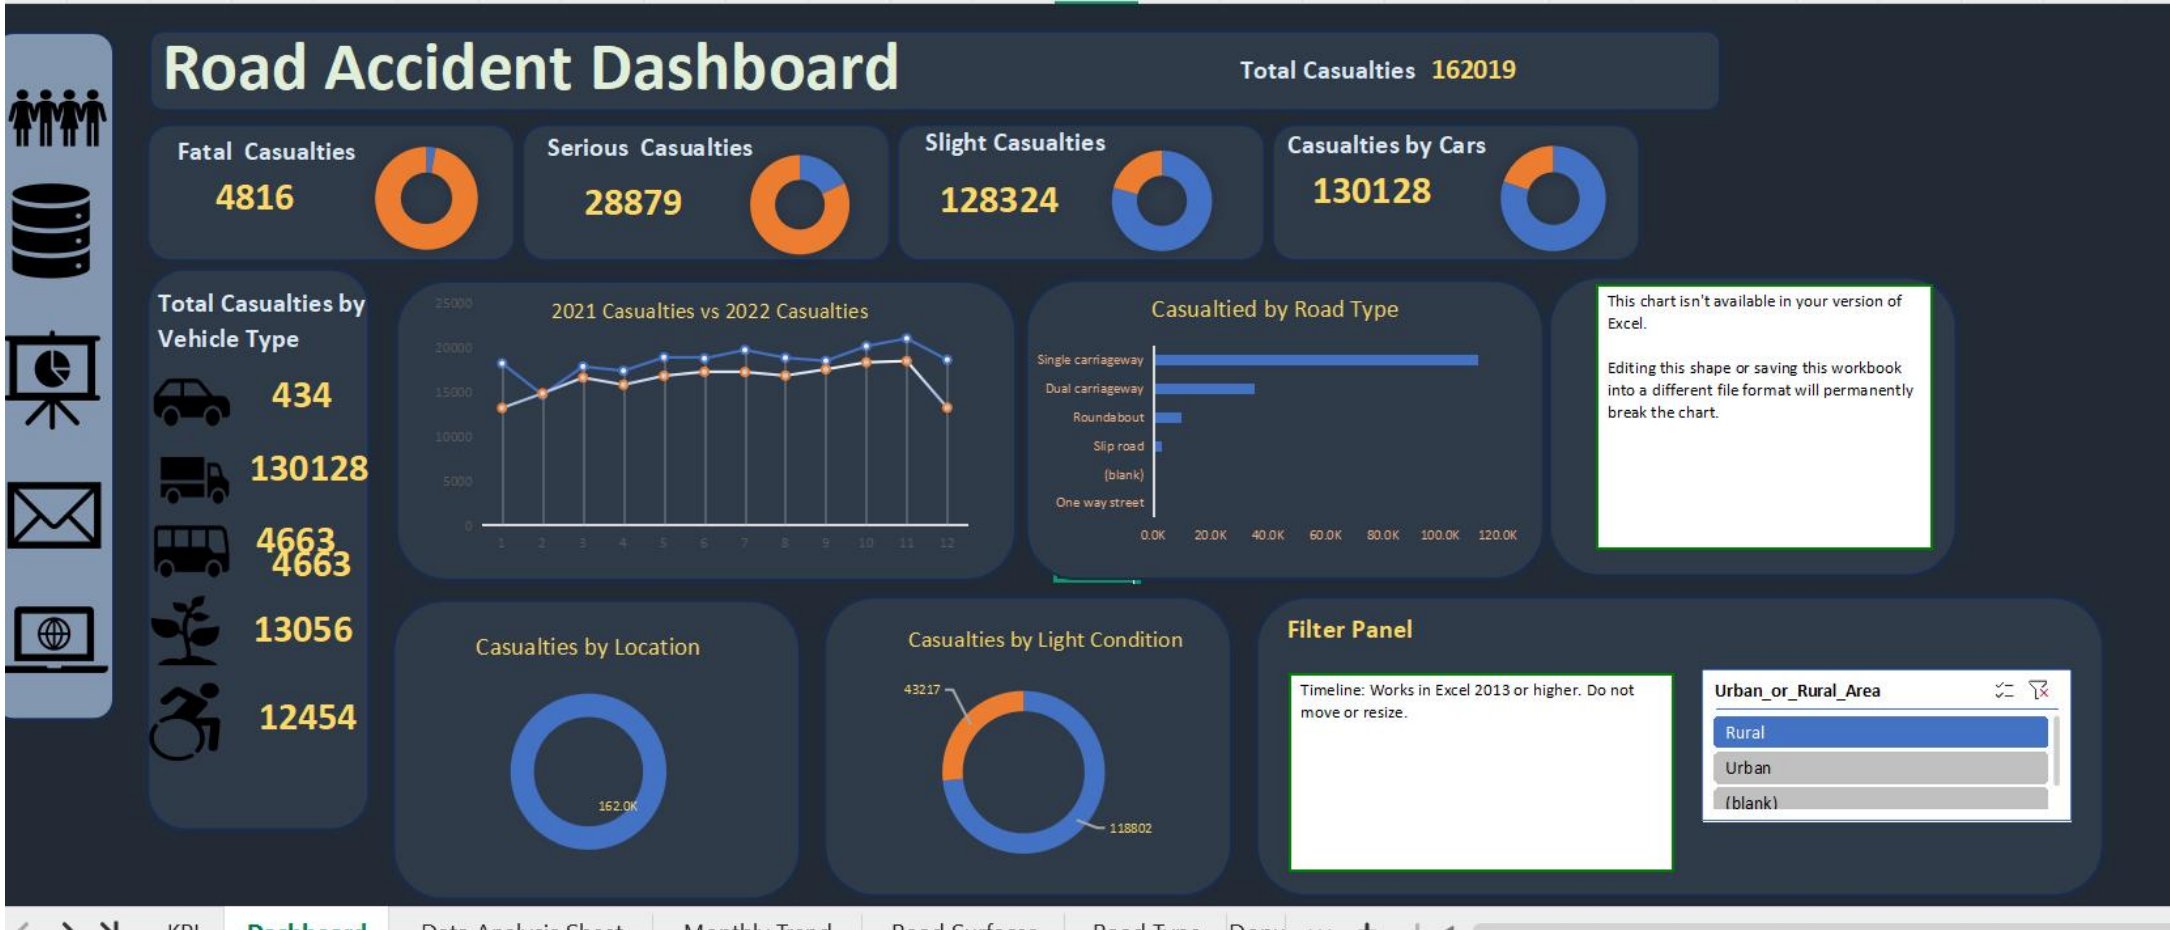 Road Accident Dashboard
Total Casualties 162019
Fatal Casualties
4816
Serious Casualties
28879
Slight Casualties
128324
Casualties by Cars
130128
Total Casualties by
Vehicle Type
434
130128
4663
4663
13056
12454
2021 Casualties vs 2022 Casualties
25000
20000
15000
10000
5000
0
1 2 3 4 5 6 7 8 9 10 11 12
Casualtied by Road Type
Single carriageway
Dual carriageway
Roundabout
Slip road
(blank)
One way street
0.0K 20.0K 40.0K 60.0K 80.0K 100.0K 120.0K
This chart isn't available in your version of
Excel.
Editing this shape or saving this workbook
into a different file format will permanently
break the chart.
Casualties by Location
162.0K
Casualties by Light Condition
43217
118802
Filter Panel
Timeline: Works in Excel 2013 or higher. Do not
move or resize.
Urban_or_Rural_Area
Rural
Urban
(blank)
KPI Dashboard Data Analysis Sheet Monthly Trend Road Surfaces Road Type